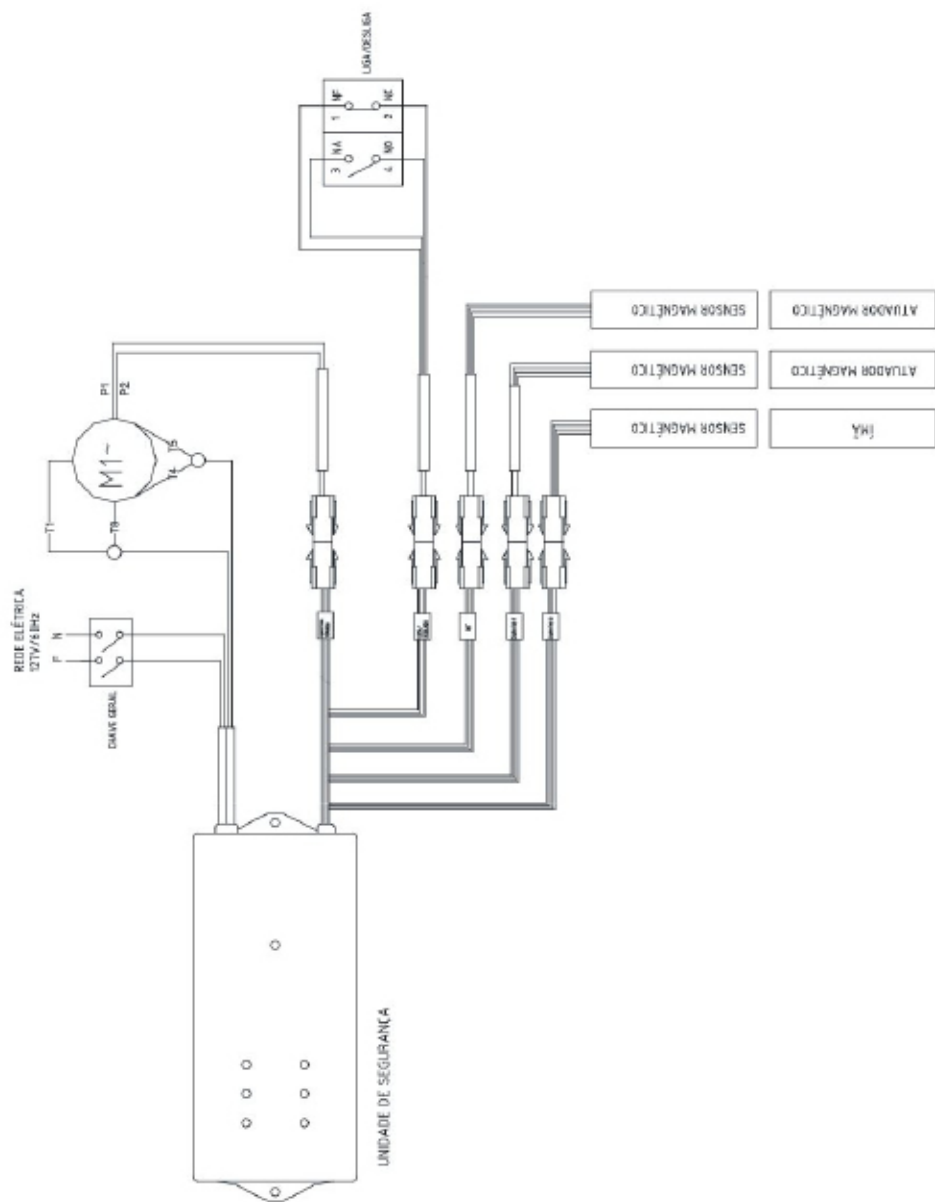 LIGA/DESLIGA
1 NF
2 NE
3 NA
4 NO
P1
P2
M1~
T1
T8
T4
T5
REDE ELÉTRICA
127V/60Hz
F
N
CHAVE GERAL
SENSOR MAGNÉTICO
ATUADOR MAGNÉTICO
SENSOR MAGNÉTICO
ATUADOR MAGNÉTICO
SENSOR MAGNÉTICO
ÍMÃ
UNIDADE DE SEGURANÇA